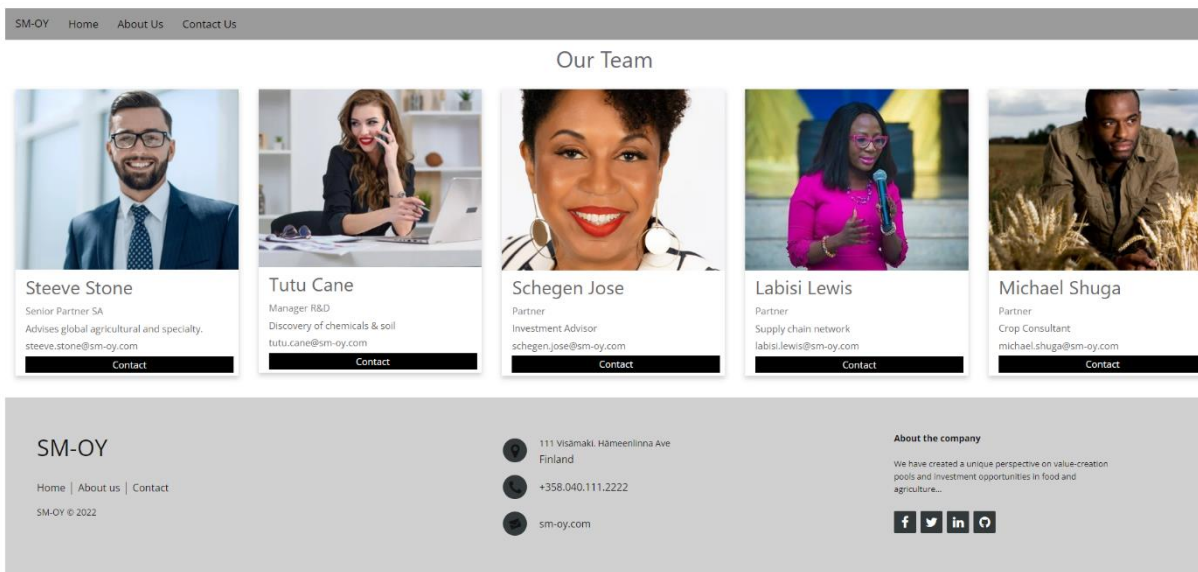 SM-OY Home About Us Contact Us
Our Team
Steeve Stone
Senior Partner SA
Advises global agricultural and specialty.
steeve.stone@sm-oy.com
Contact
Tutu Cane
Manager R&D
Discovery of chemicals & soil
tutu.cane@sm-oy.com
Contact
Schegen Jose
Partner
Investment Advisor
schegen.jose@sm-oy.com
Contact
Labisi Lewis
Partner
Supply chain network
labisi.lewis@sm-oy.com
Contact
Michael Shuga
Partner
Crop Consultant
michael.shuga@sm-oy.com
Contact
SM-OY
Home | About us | Contact
SM-OY © 2022
111 Visämaki. Hämeenlinna Ave
Finland
+358.040.111.2222
sm-oy.com
About the company
We have created a unique perspective on value-creation
pools and investment opportunities in food and
agriculture...